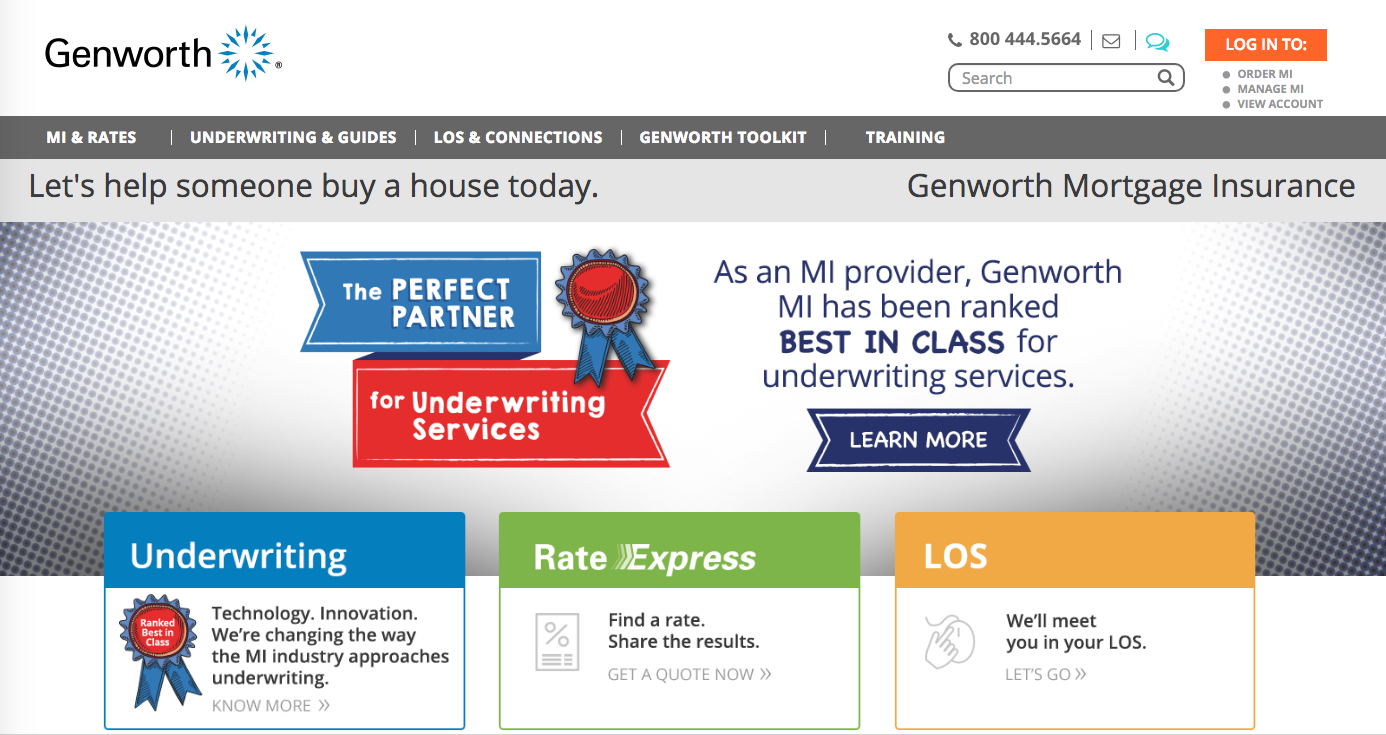 Genworth®
800 444.5664
LOG IN TO:
Search
ORDER MI
MANAGE MI
VIEW ACCOUNT
MI & RATES
UNDERWRITING & GUIDES
LOS & CONNECTIONS
GENWORTH TOOLKIT
TRAINING
Let's help someone buy a house today.
Genworth Mortgage Insurance
The PERFECT
PARTNER
for Underwriting
Services
As an MI provider, Genworth
MI has been ranked
BEST IN CLASS for
underwriting services.
LEARN MORE
Underwriting
Ranked
Best in
Class
Technology. Innovation.
We’re changing the way
the MI industry approaches
underwriting.
KNOW MORE »
Rate Express
%
Find a rate.
Share the results.
GET A QUOTE NOW »
LOS
We’ll meet
you in your LOS.
LET’S GO »